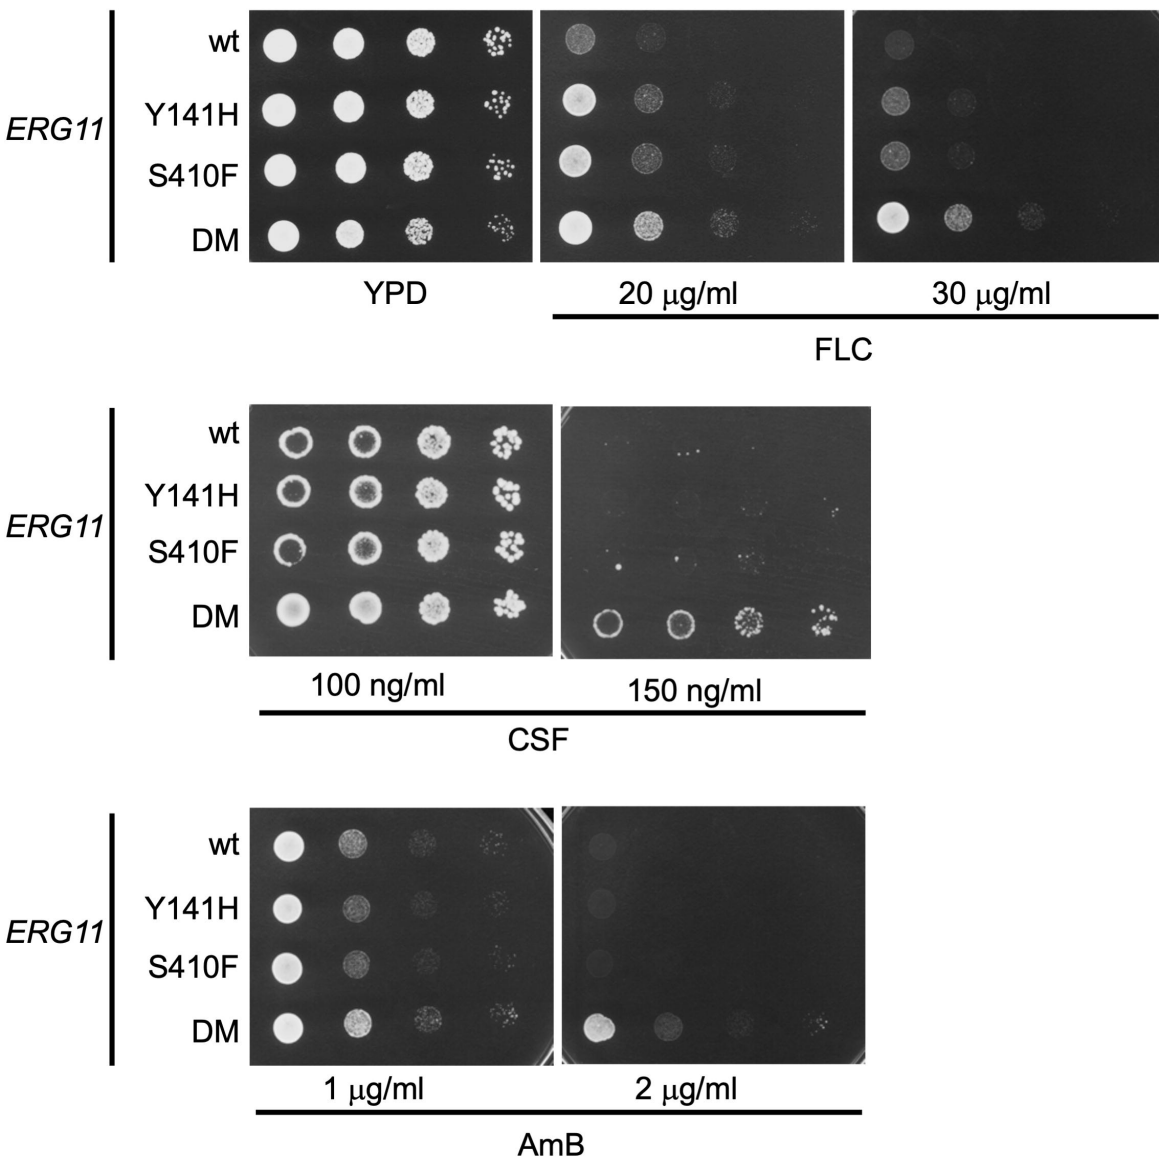 wt
Y141H
ERG11
S410F
DM
YPD
20 μg/ml
30 μg/ml
FLC
wt
Y141H
ERG11
S410F
DM
100 ng/ml
150 ng/ml
CSF
wt
Y141H
ERG11
S410F
DM
1 μg/ml
2 μg/ml
AmB